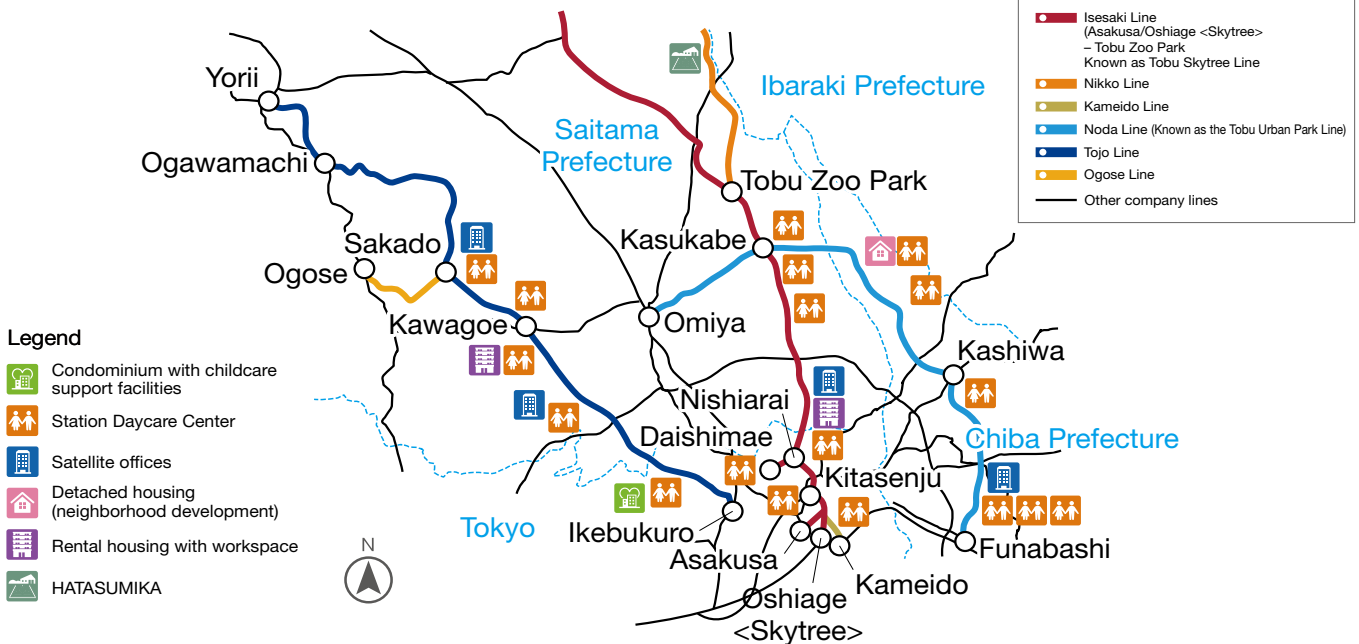 Isesaki Line
(Asakusa/Oshiage <Skytree>
– Tobu Zoo Park
Known as Tobu Skytree Line
Nikko Line
Kameido Line
Noda Line (Known as the Tobu Urban Park Line)
Tojo Line
Ogose Line
Other company lines
Yorii
Ibaraki Prefecture
Saitama
Prefecture
Ogawamachi
Tobu Zoo Park
Sakado
Kasukabe
Ogose
Kawagoe
Omiya
Kashiwa
Nishiarai
Daishimae
Chiba Prefecture
Kitasenju
Tokyo
Ikebukuro
Asakusa
Funabashi
Kameido
Oshiage
<Skytree>
N
Legend
Condominium with childcare
support facilities
Station Daycare Center
Satellite offices
Detached housing
(neighborhood development)
Rental housing with workspace
HATASUMIKA